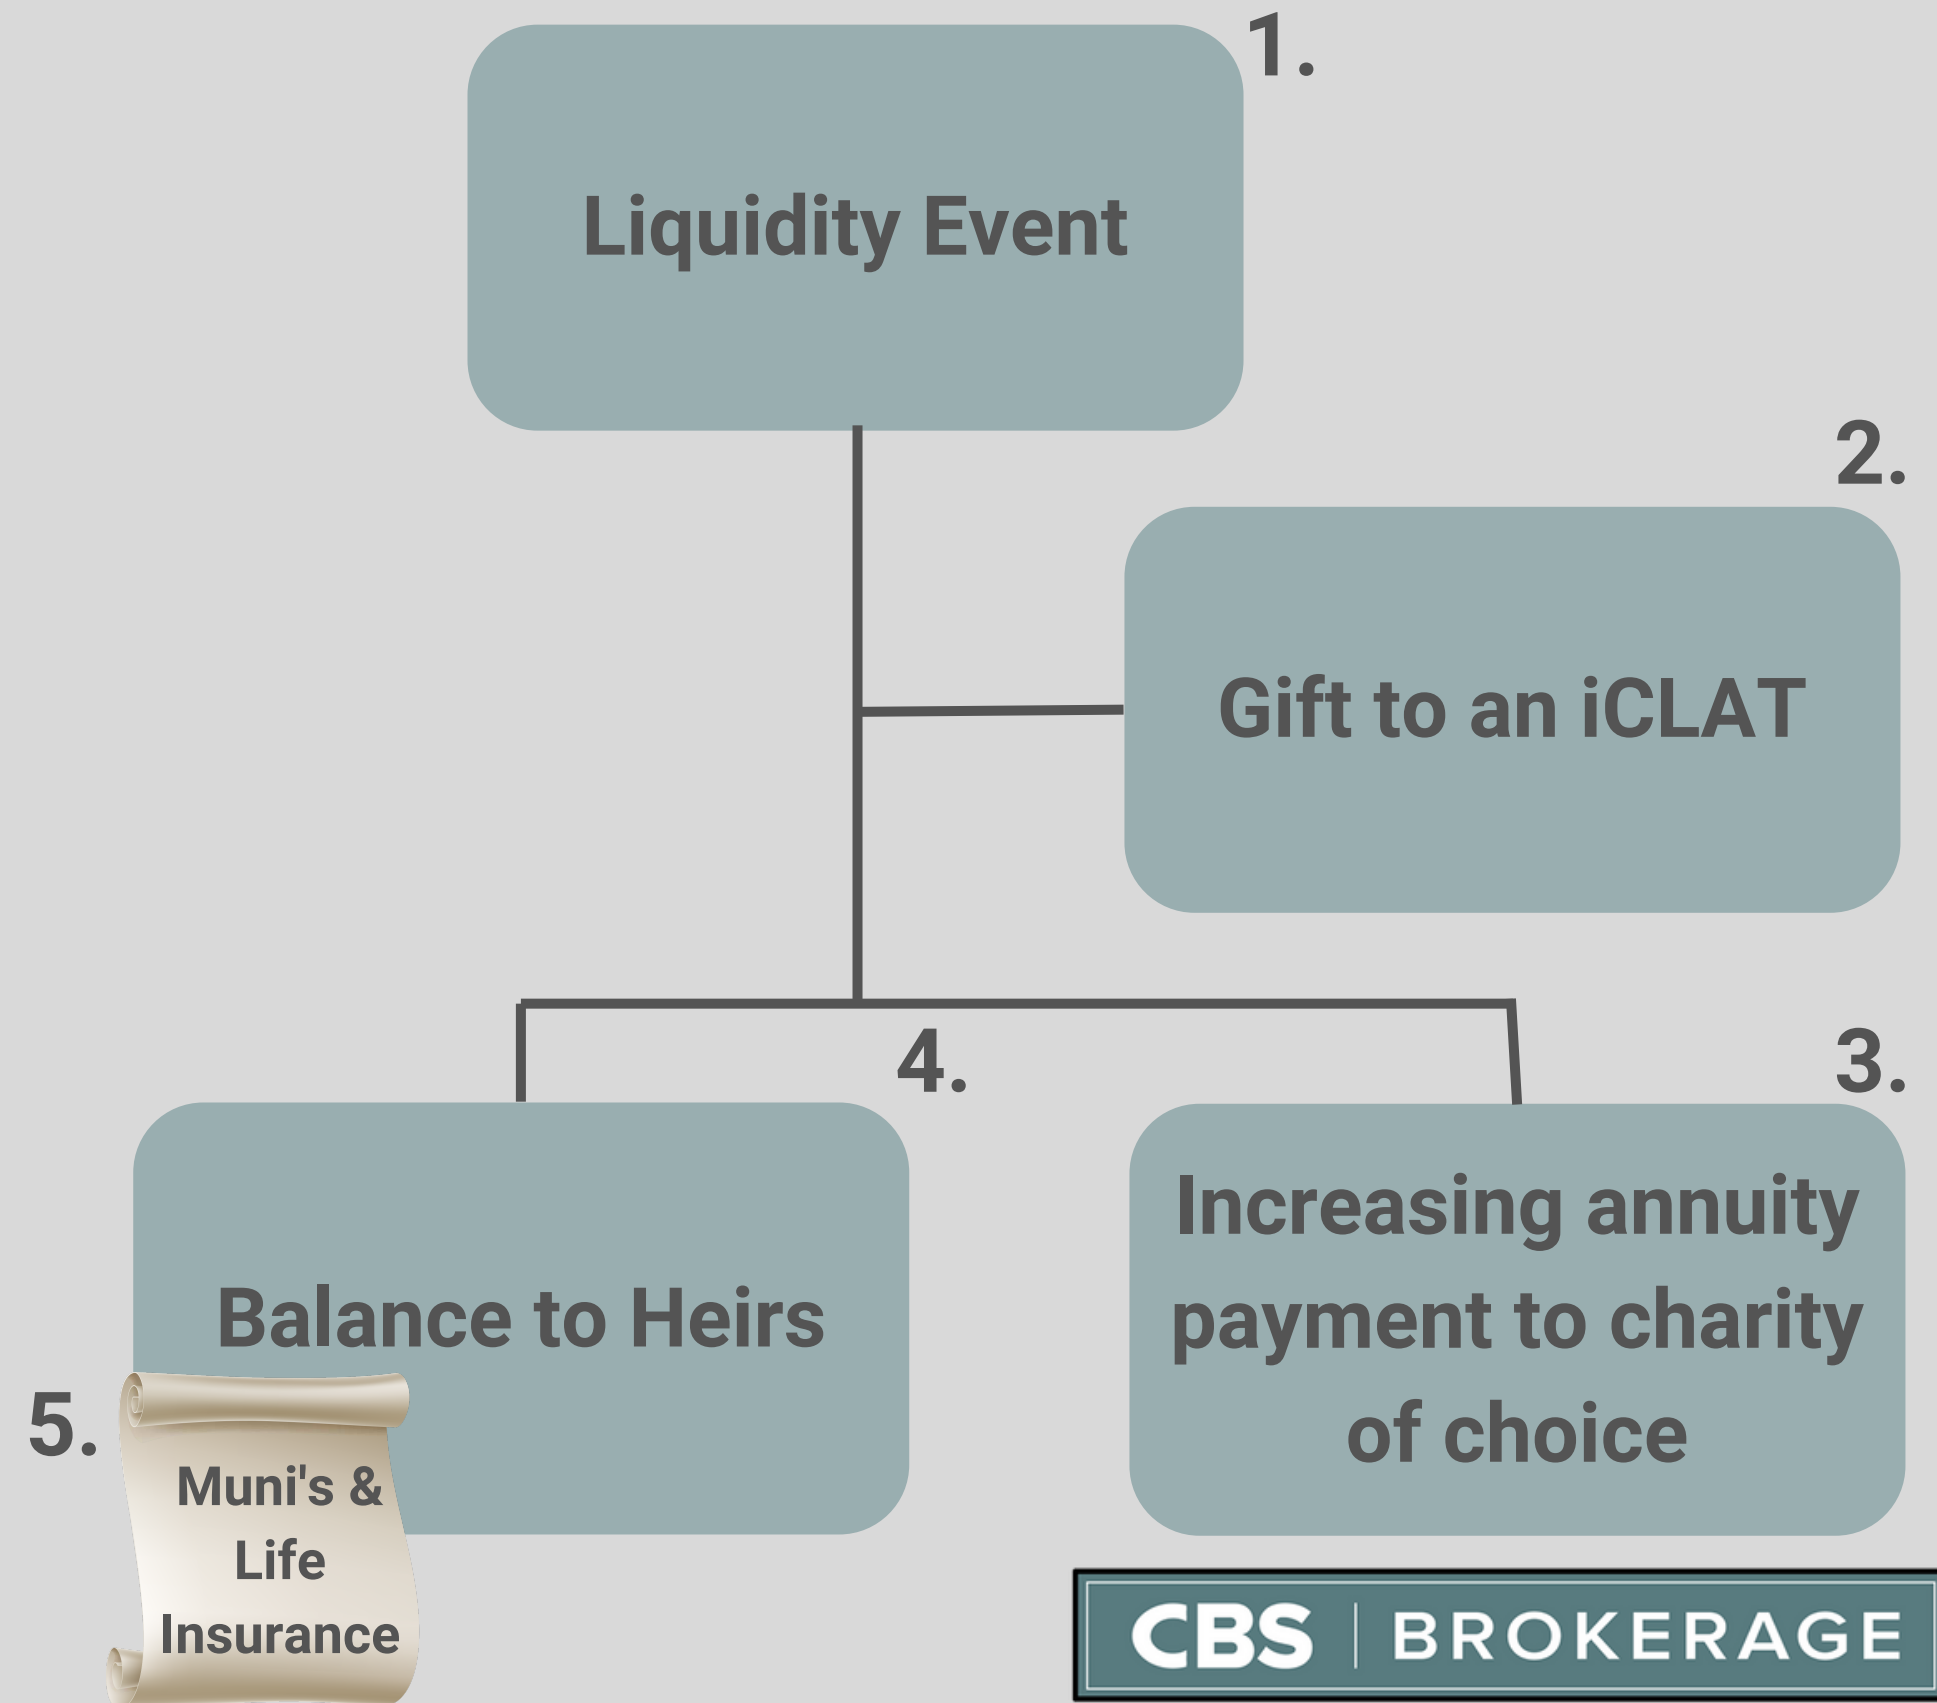 1.
Liquidity Event
2.
Gift to an iCLAT
4.
3.
Balance to Heirs
Increasing annuity
payment to charity
of choice
5.
Muni's &
Life
Insurance
CBS | BROKERAGE